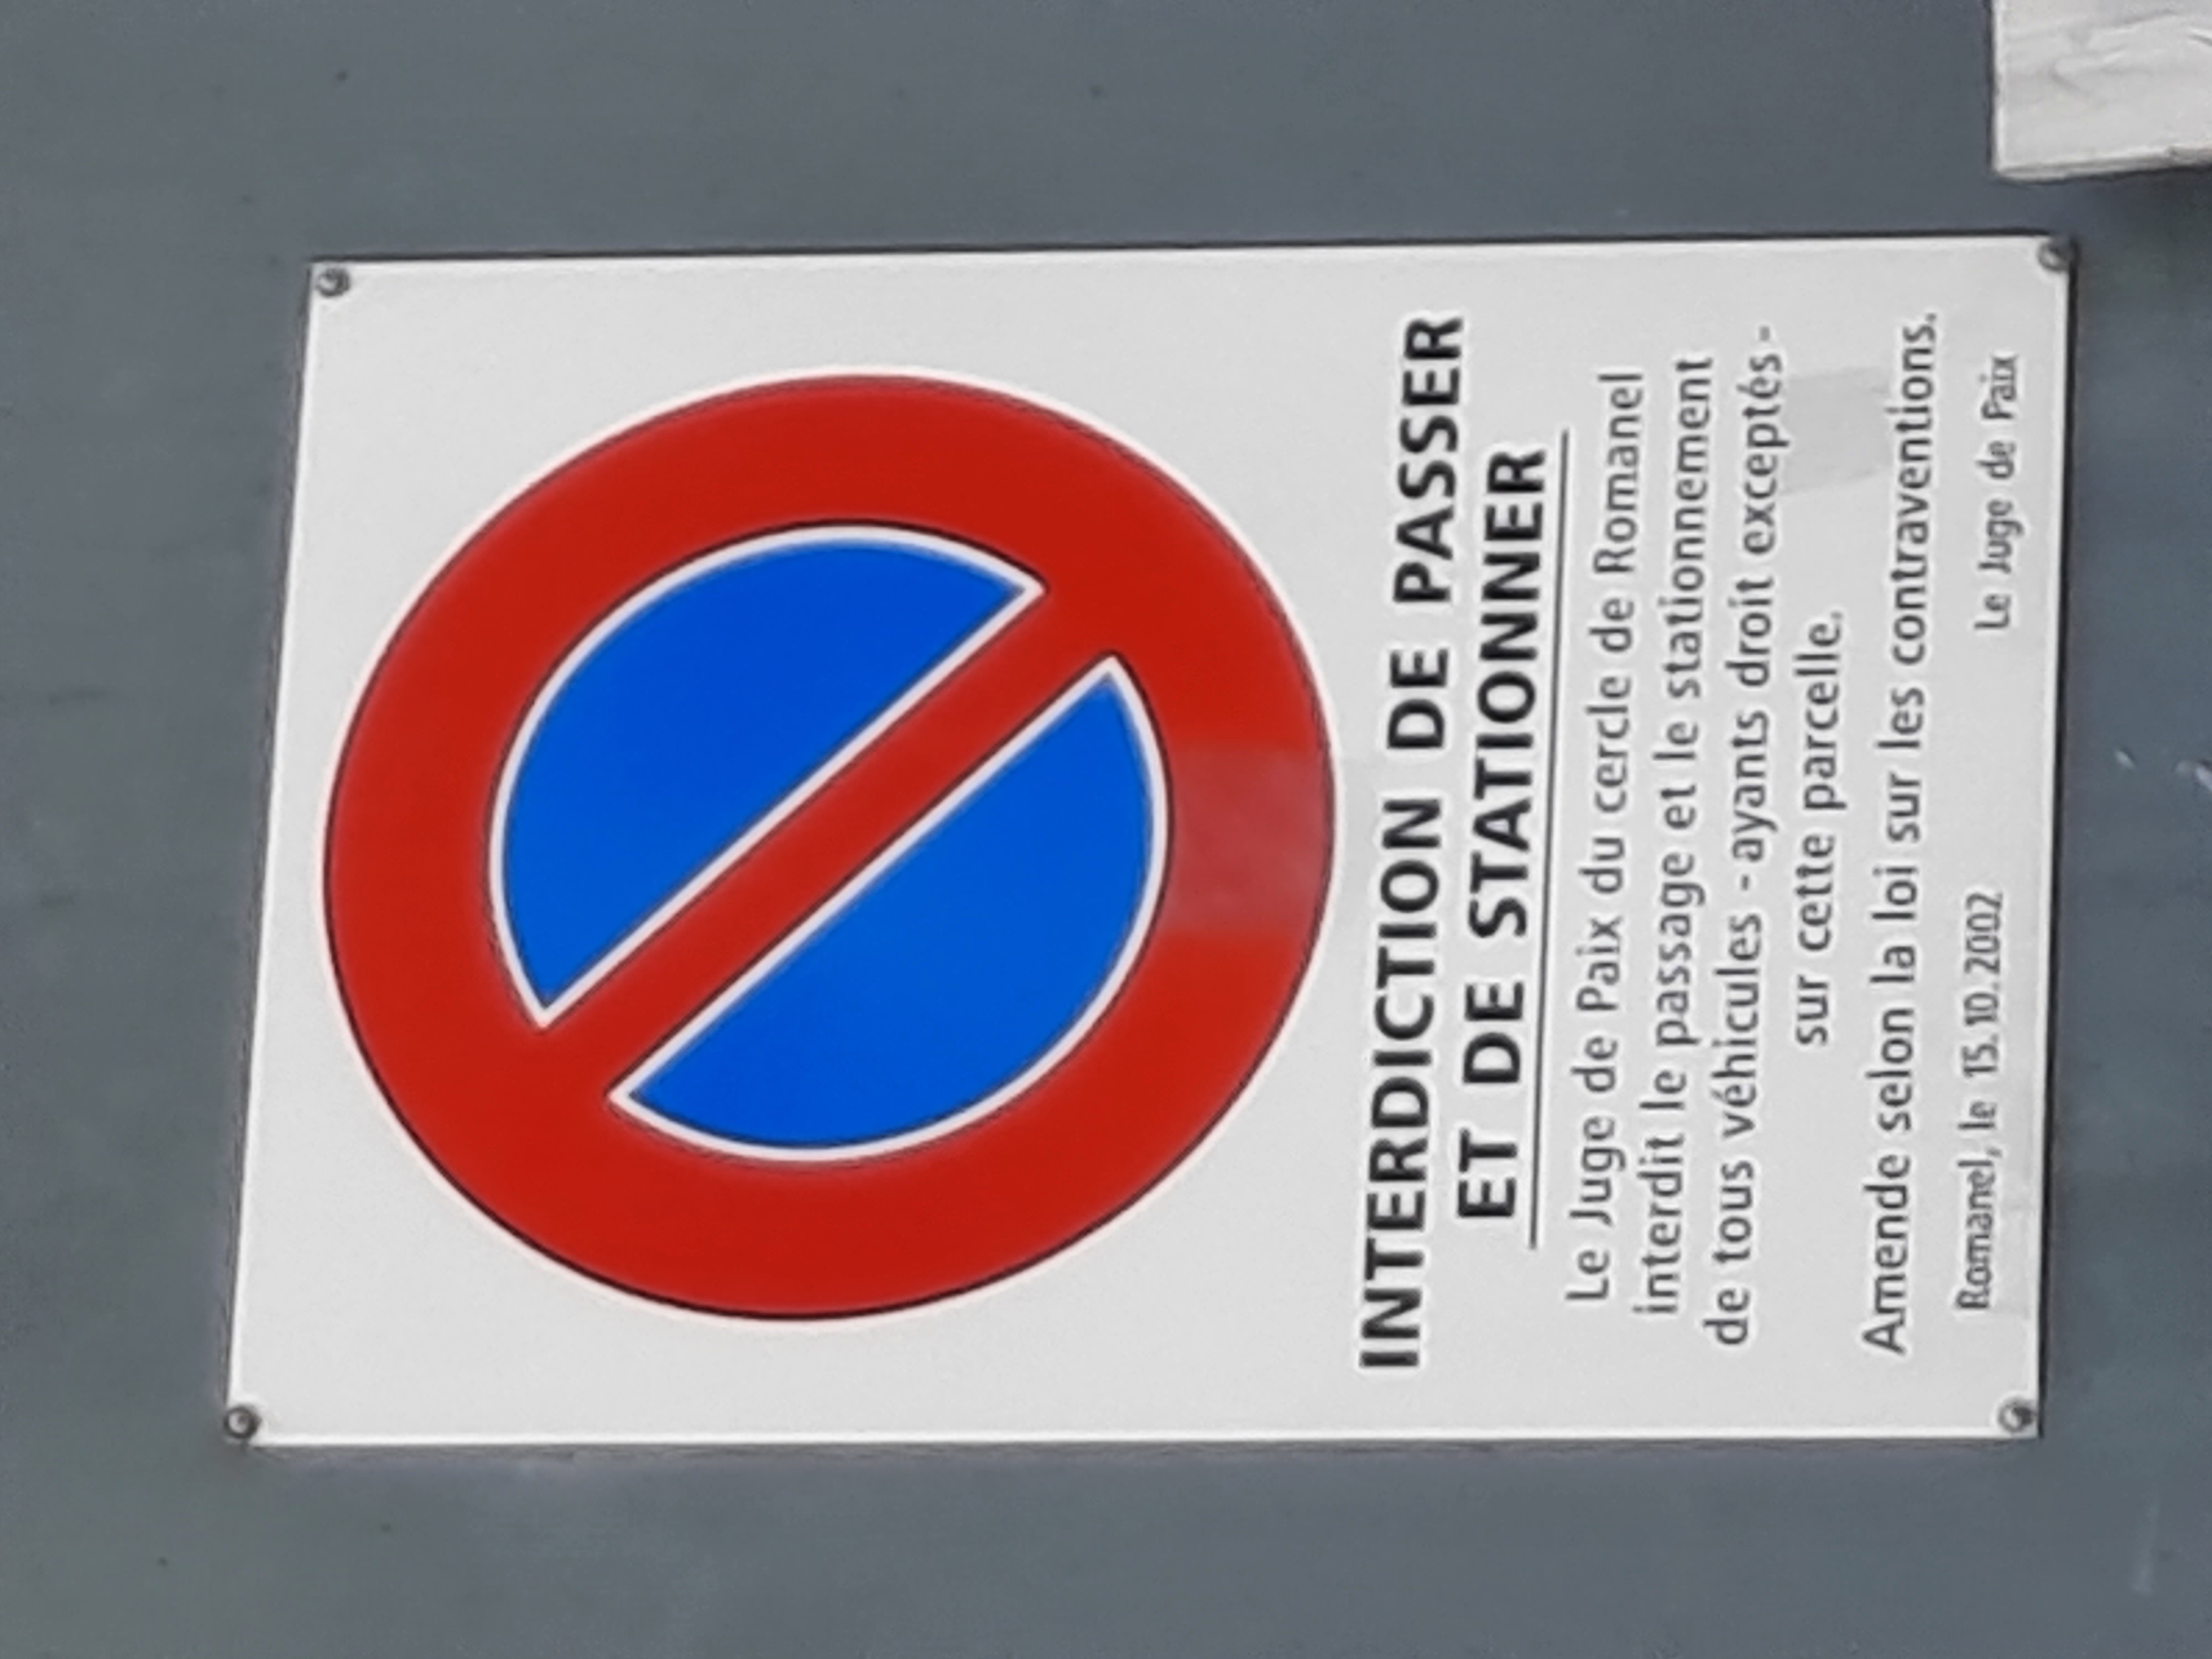 INTERDICTION DE PASSER
ET DE STATIONNER
Le Juge de Paix du cercle de Romanel
interdit le passage et le stationnement
de tous véhicules - ayants droit exceptés -
sur cette parcelle.
Amende selon la loi sur les contraventions.
Romanel, le 15.10.2002 Le Juge de Paix